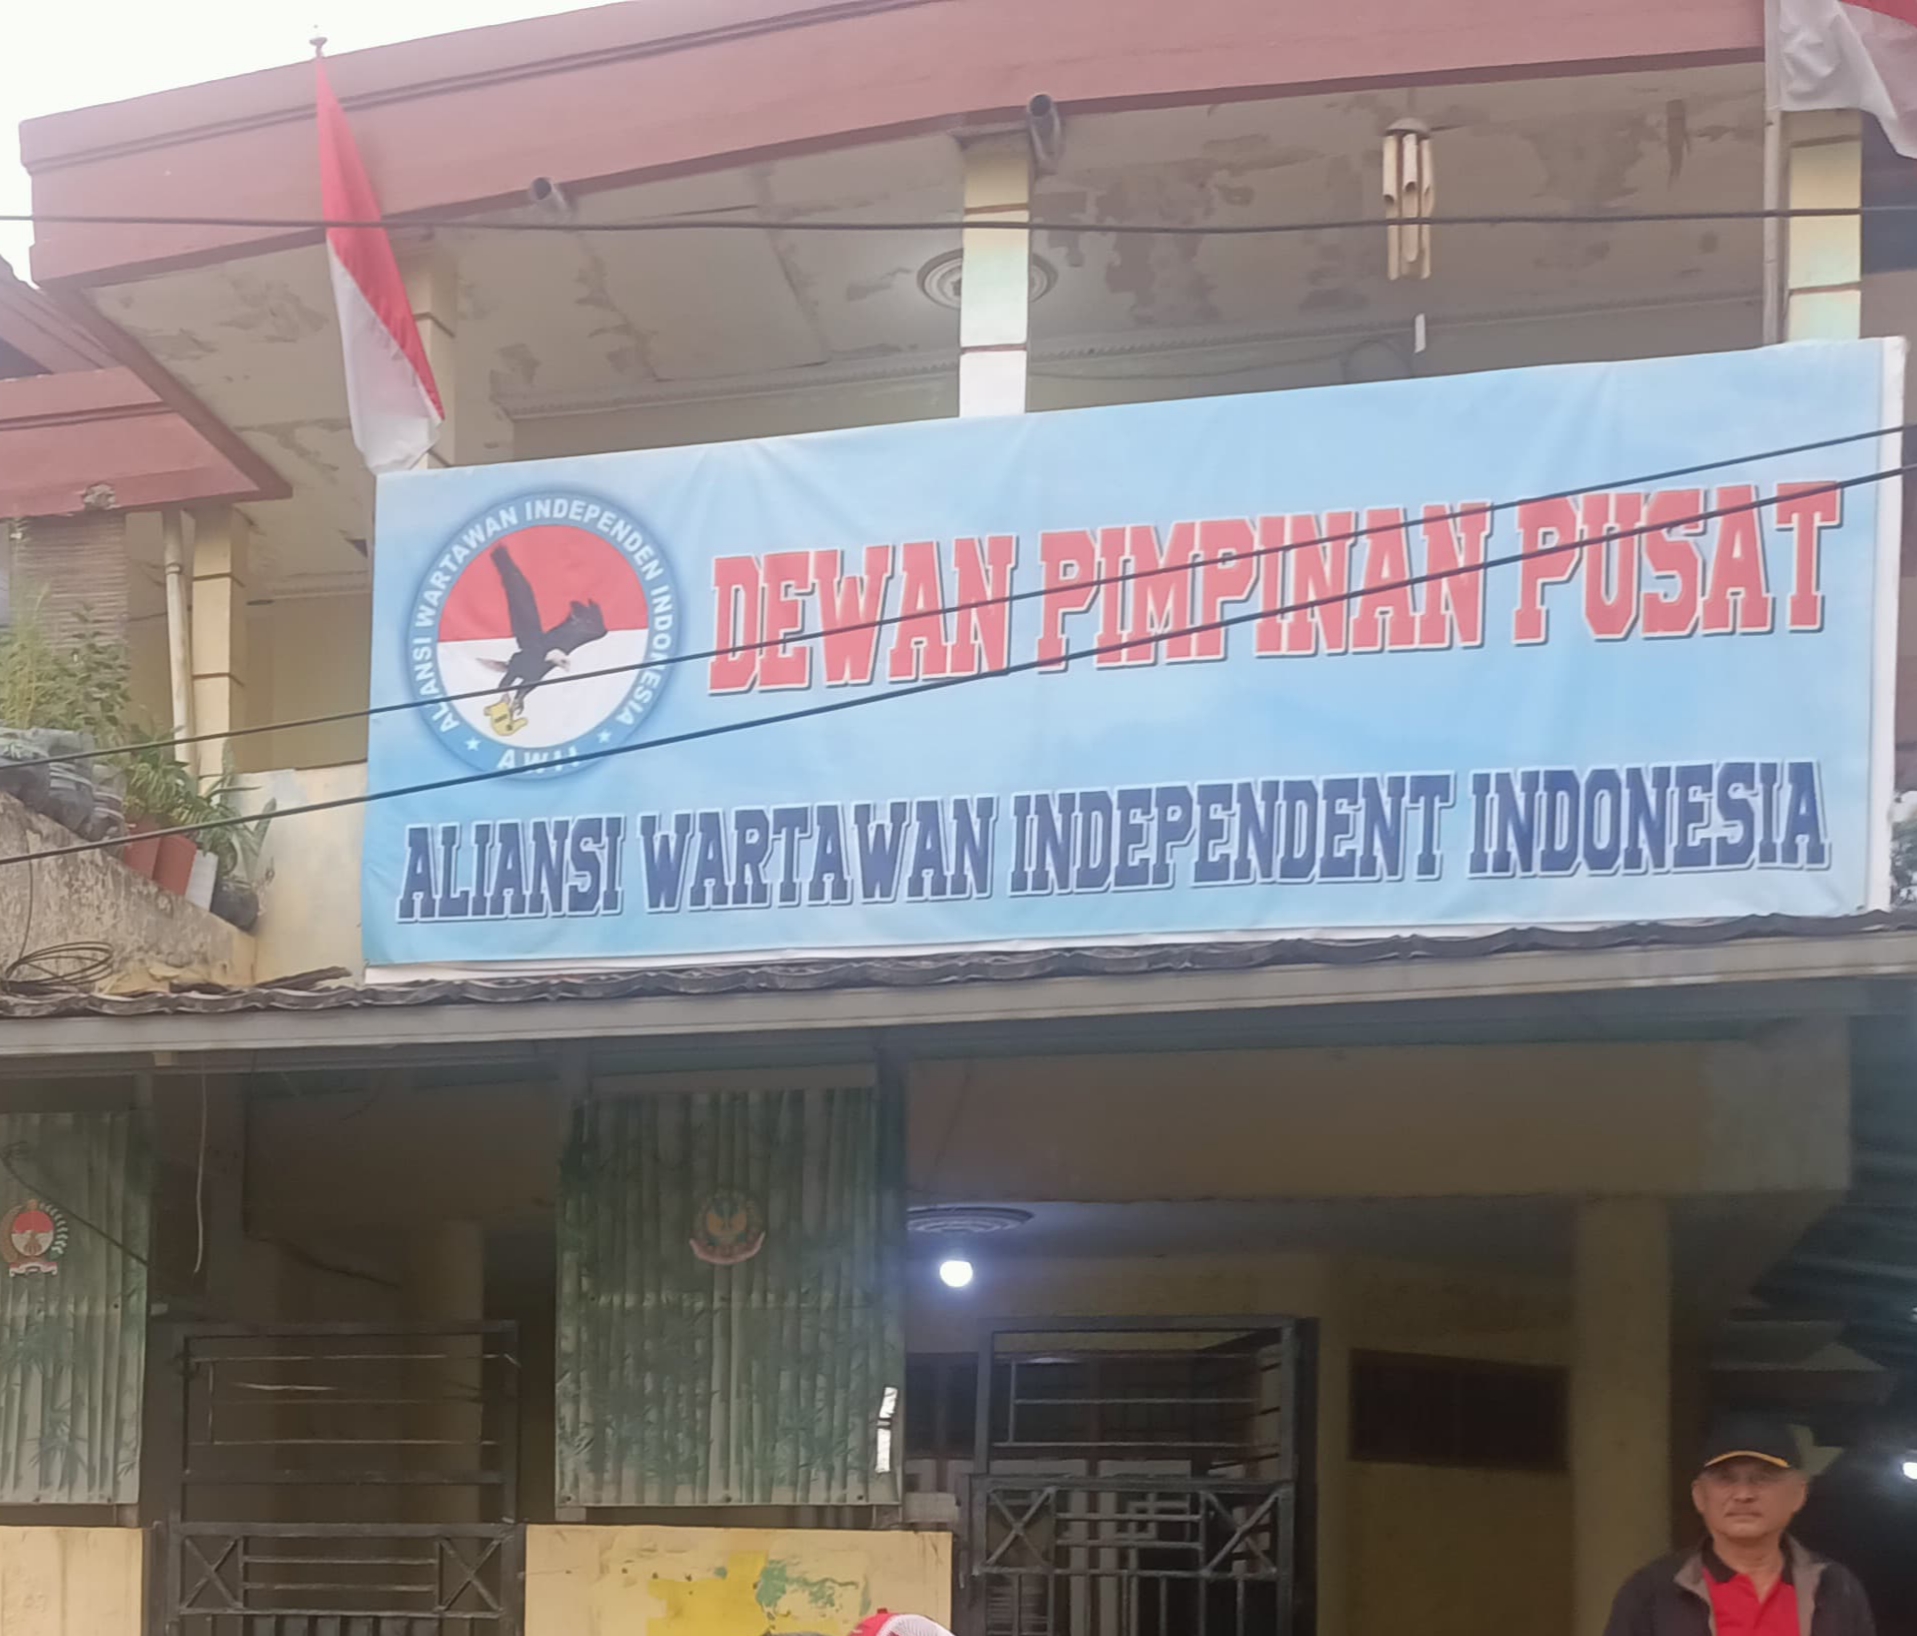 ALIANSI WARTAWAN INDEPENDEN INDONESIA
AWII
DEWAN PIMPINAN PUSAT
ALIANSI WARTAWAN INDEPENDENT INDONESIA